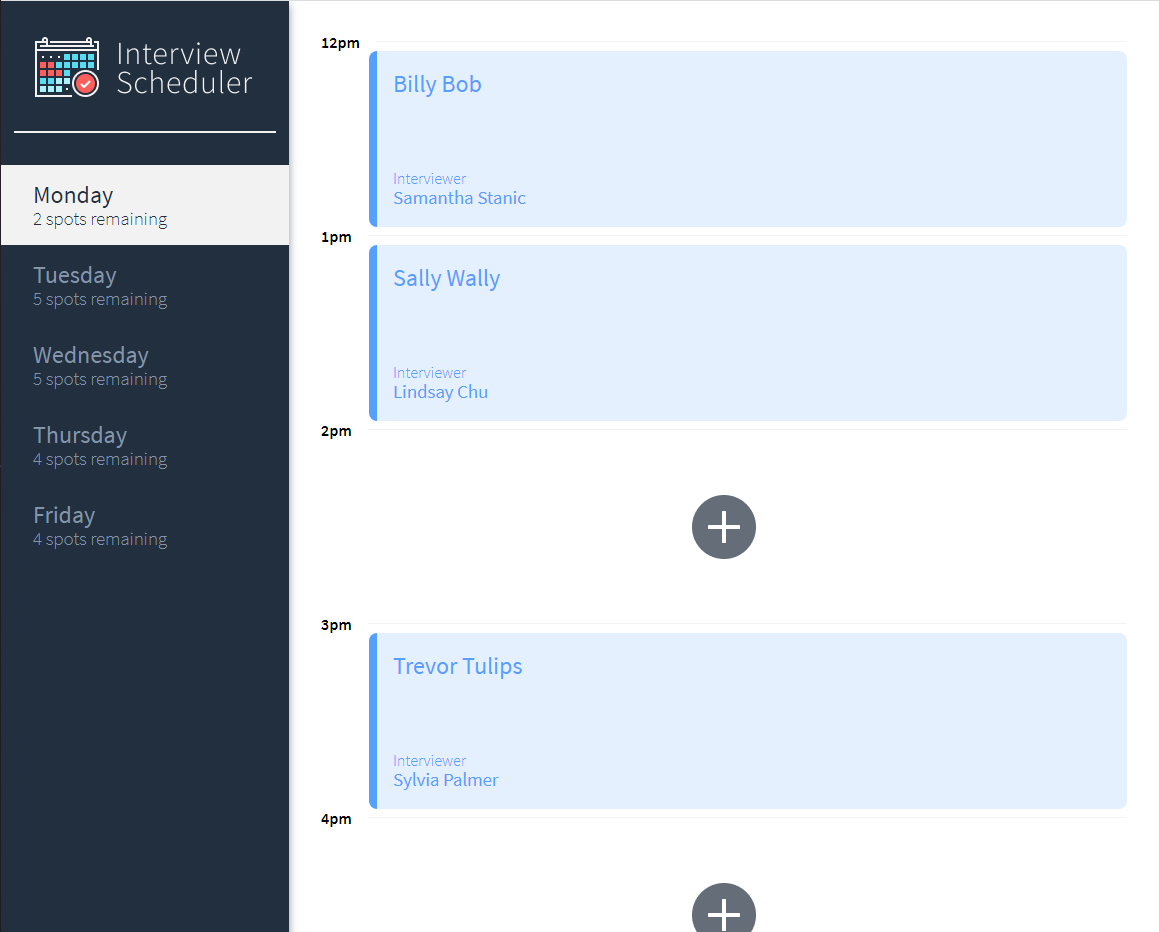 Interview
Scheduler
Monday
2 spots remaining
Tuesday
5 spots remaining
Wednesday
5 spots remaining
Thursday
4 spots remaining
Friday
4 spots remaining
12pm
Billy Bob
Interviewer
Samantha Stanic
1pm
Sally Wally
Interviewer
Lindsay Chu
2pm
3pm
Trevor Tulips
Interviewer
Sylvia Palmer
4pm